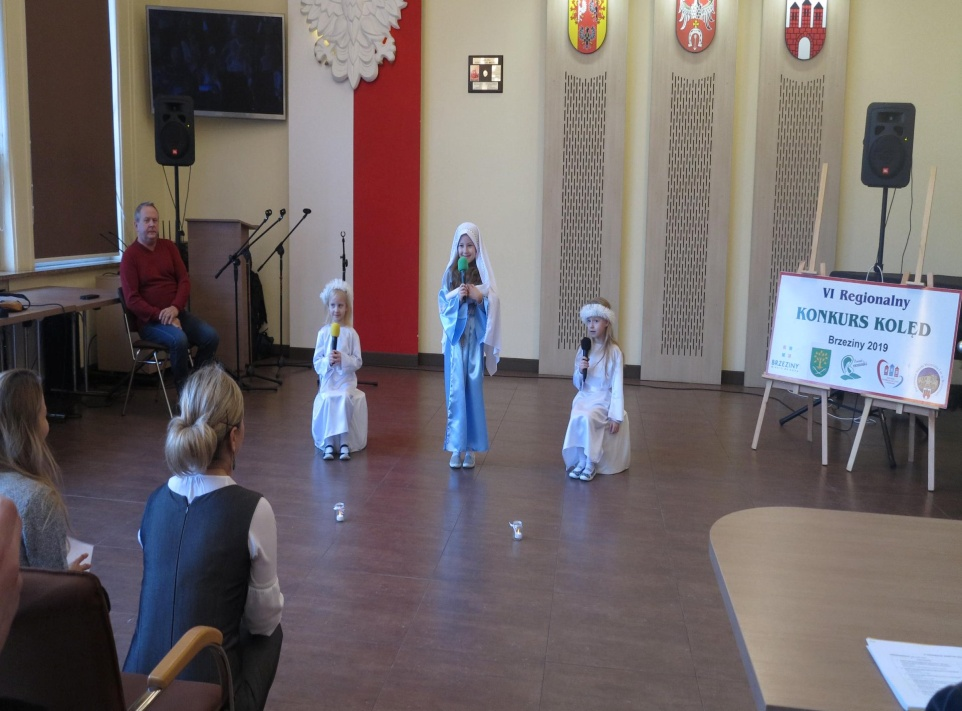 VI Regionalny
KONKURS KOLĘD
Brzeziny 2019
BRZEZINY